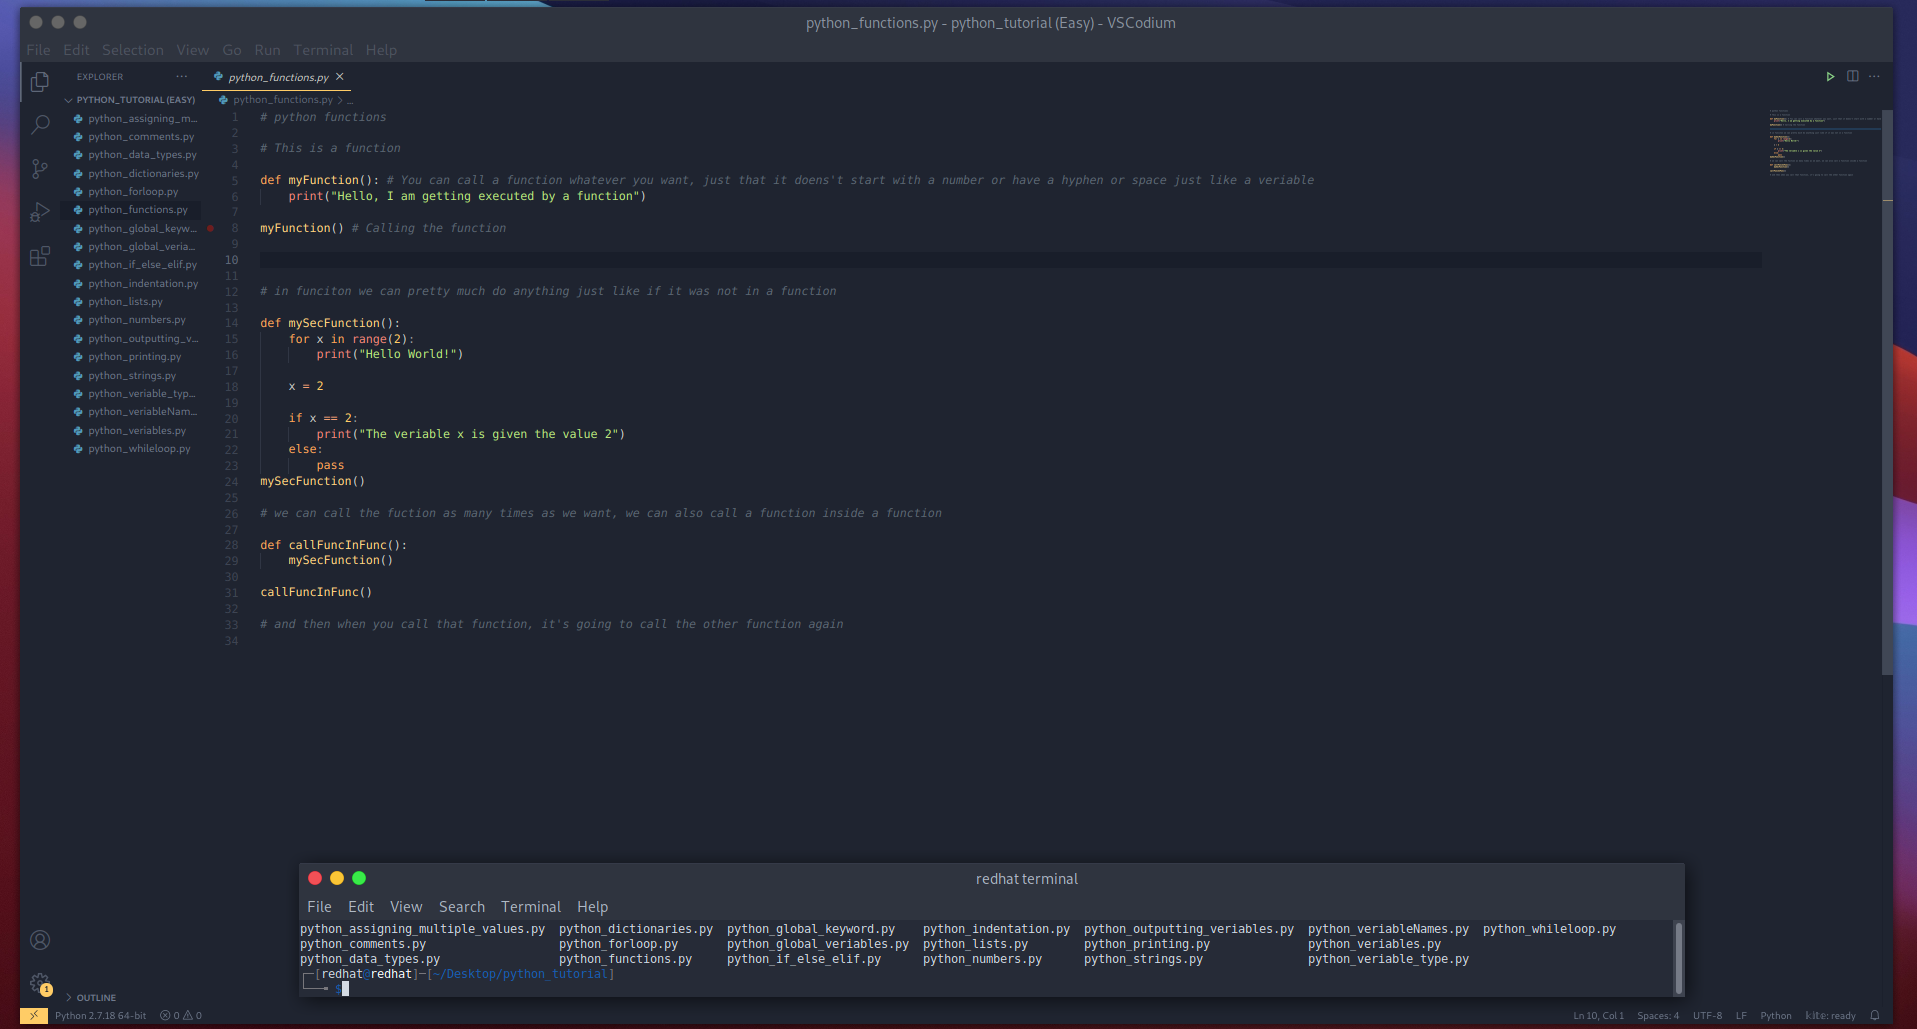 python_functions.py - python_tutorial (Easy) - VSCodium
File Edit Selection View Go Run Terminal Help
EXPLORER ···
python_functions.py ×
PYTHON_TUTORIAL (EASY)
python_functions.py > ...
python_assigning_m...
python_comments.py
python_data_types.py
python_dictionaries.py
python_forloop.py
python_functions.py
python_global_keyw...
python_global_veria...
python_if_else_elif.py
python_indentation.py
python_lists.py
python_numbers.py
python_outputting_v...
python_printing.py
python_strings.py
python_veriable_typ...
python_veriableNam...
python_veriables.py
python_whileloop.py
OUTLINE
1 # python functions
2
3 # This is a function
4
5 def myFunction(): # You can call a function whatever you want, just that it doens't start with a number or have a hyphen or space just like a veriable
6 print("Hello, I am getting executed by a function")
7
8 myFunction() # Calling the function
9
10
11
12 # in funciton we can pretty much do anything just like if it was not in a function
13
14 def mySecFunction():
15 for x in range(2):
16 print("Hello World!")
17
18 x = 2
19
20 if x == 2:
21 print("The veriable x is given the value 2")
22 else:
23 pass
24 mySecFunction()
25
26 # we can call the fuction as many times as we want, we can also call a function inside a function
27
28 def callFuncInFunc():
29 mySecFunction()
30
31 callFuncInFunc()
32
33 # and then when you call that function, it's going to call the other function again
34
redhat terminal
File Edit View Search Terminal Help
python_assigning_multiple_values.py python_dictionaries.py python_global_keyword.py python_indentation.py python_outputting_veriables.py python_veriableNames.py python_whileloop.py
python_comments.py python_forloop.py python_global_veriables.py python_lists.py python_printing.py python_veriables.py
python_data_types.py python_functions.py python_if_else_elif.py python_numbers.py python_strings.py python_veriable_type.py
┌─[redhat@redhat]─[~/Desktop/python_tutorial]
└──╼ $
1
Python 2.7.18 64-bit 0 0 Ln 10, Col 1 Spaces: 4 UTF-8 LF Python kite: ready